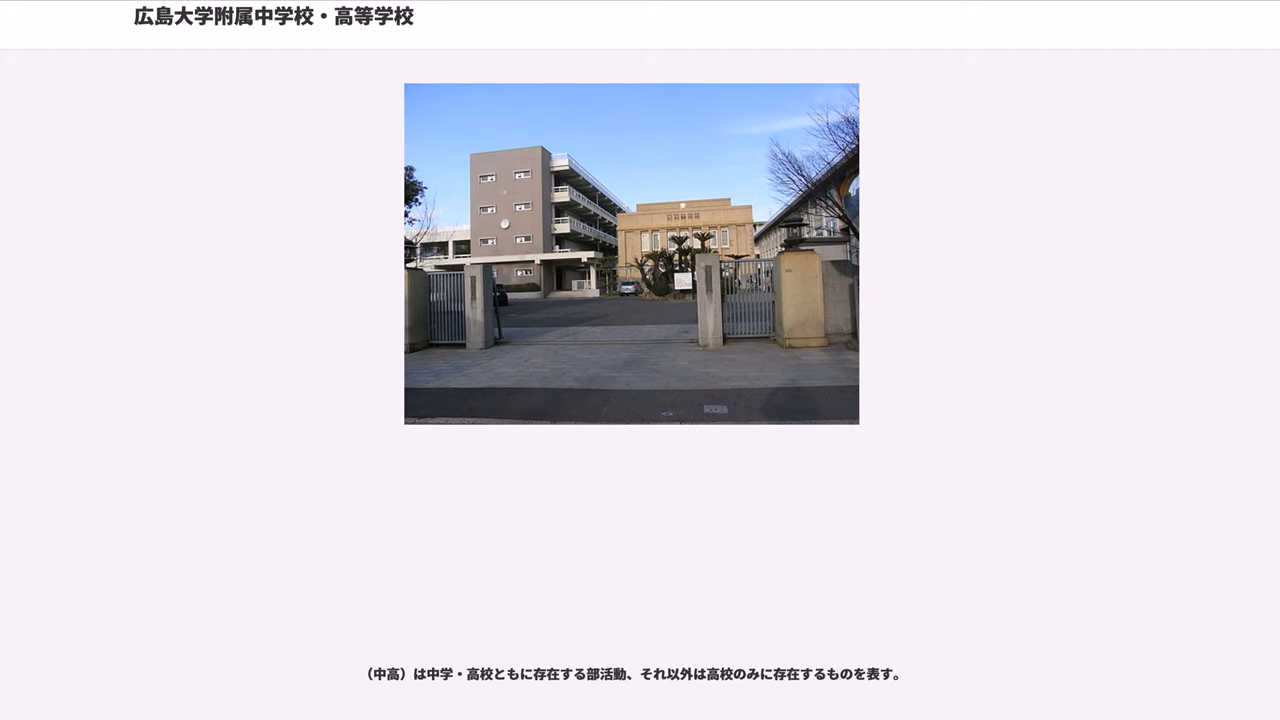 広島大学附属中学校・高等学校
（中高）は中学・高校ともに存在する部活動、それ以外は高校のみに存在するものを表す。